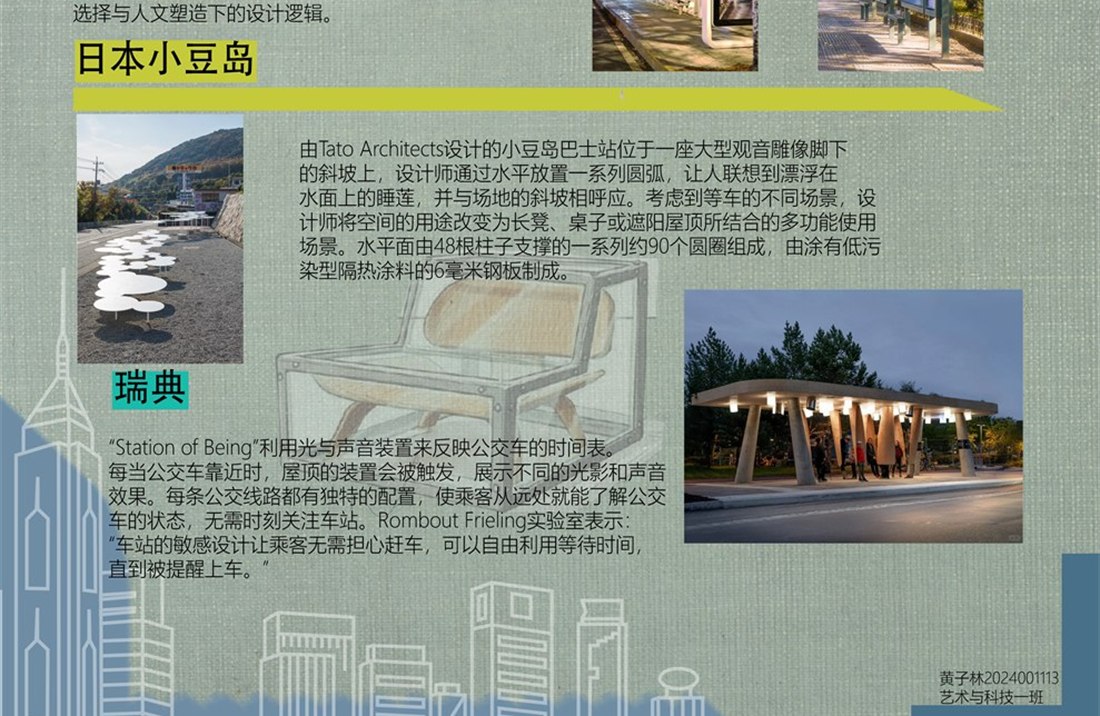 选择与人文塑造下的设计逻辑。
日本小豆岛
由Tato Architects设计的小豆岛巴士站位于一座大型观音雕像脚下
的斜坡上，设计师通过水平放置一系列圆弧，让人联想到漂浮在
水面上的睡莲，并与场地的斜坡相呼应。考虑到等车的不同场景，设
计师将空间的用途改变为长凳、桌子或遮阳屋顶所结合的多功能使用
场景。水平面由48根柱子支撑的一系列约90个圆圈组成，由涂有低污
染型隔热涂料的6毫米钢板制成。
瑞典
“Station of Being”利用光与声音装置来反映公交车的时间表。
每当公交车靠近时，屋顶的装置会被触发，展示不同的光影和声音
效果。每条公交线路都有独特的配置，使乘客从远处就能了解公交
车的状态，无需时刻关注车站。Rombout Frieling实验室表示：
“车站的敏感设计让乘客无需担心赶车，可以自由利用等待时间，
直到被提醒上车。”
黄子林2024001113
艺术与科技一班